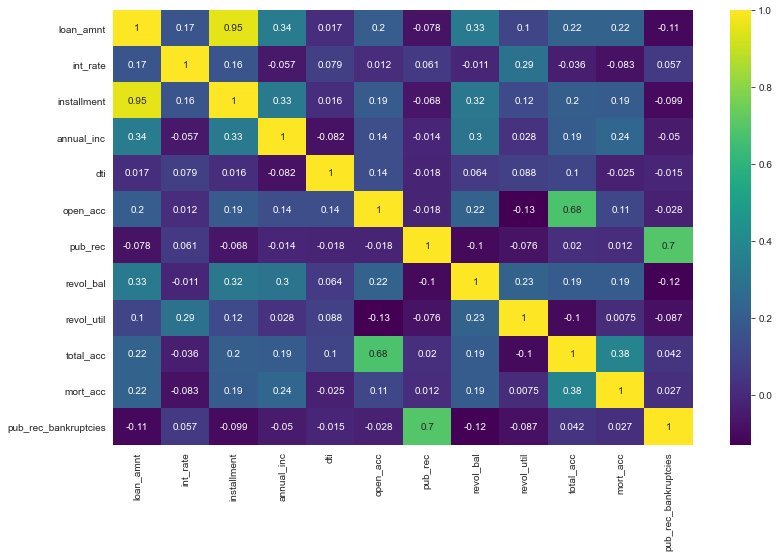 loan_amnt 1 0.17 0.95 0.34 0.017 0.2 -0.078 0.33 0.1 0.22 0.22 -0.11
int_rate 0.17 1 0.16 -0.057 0.079 0.012 0.061 -0.011 0.29 -0.036 -0.083 0.057
installment 0.95 0.16 1 0.33 0.016 0.19 -0.068 0.32 0.12 0.2 0.19 -0.099
annual_inc 0.34 -0.057 0.33 1 -0.082 0.14 -0.014 0.3 0.028 0.19 0.24 -0.05
dti 0.017 0.079 0.016 -0.082 1 0.14 -0.018 0.064 0.088 0.1 -0.025 -0.015
open_acc 0.2 0.012 0.19 0.14 0.14 1 -0.018 0.22 -0.13 0.68 0.11 -0.028
pub_rec -0.078 0.061 -0.068 -0.014 -0.018 -0.018 1 -0.1 -0.076 0.02 0.012 0.7
revol_bal 0.33 -0.011 0.32 0.3 0.064 0.22 -0.1 1 0.23 0.19 0.19 -0.12
revol_util 0.1 0.29 0.12 0.028 0.088 -0.13 -0.076 0.23 1 -0.1 0.0075 -0.087
total_acc 0.22 -0.036 0.2 0.19 0.1 0.68 0.02 0.19 -0.1 1 0.38 0.042
mort_acc 0.22 -0.083 0.19 0.24 -0.025 0.11 0.012 0.19 0.0075 0.38 1 0.027
pub_rec_bankruptcies -0.11 0.057 -0.099 -0.05 -0.015 -0.028 0.7 -0.12 -0.087 0.042 0.027 1
loan_amnt int_rate installment annual_inc dti open_acc pub_rec revol_bal revol_util total_acc mort_acc pub_rec_bankruptcies
1.0
0.8
0.6
0.4
0.2
0.0